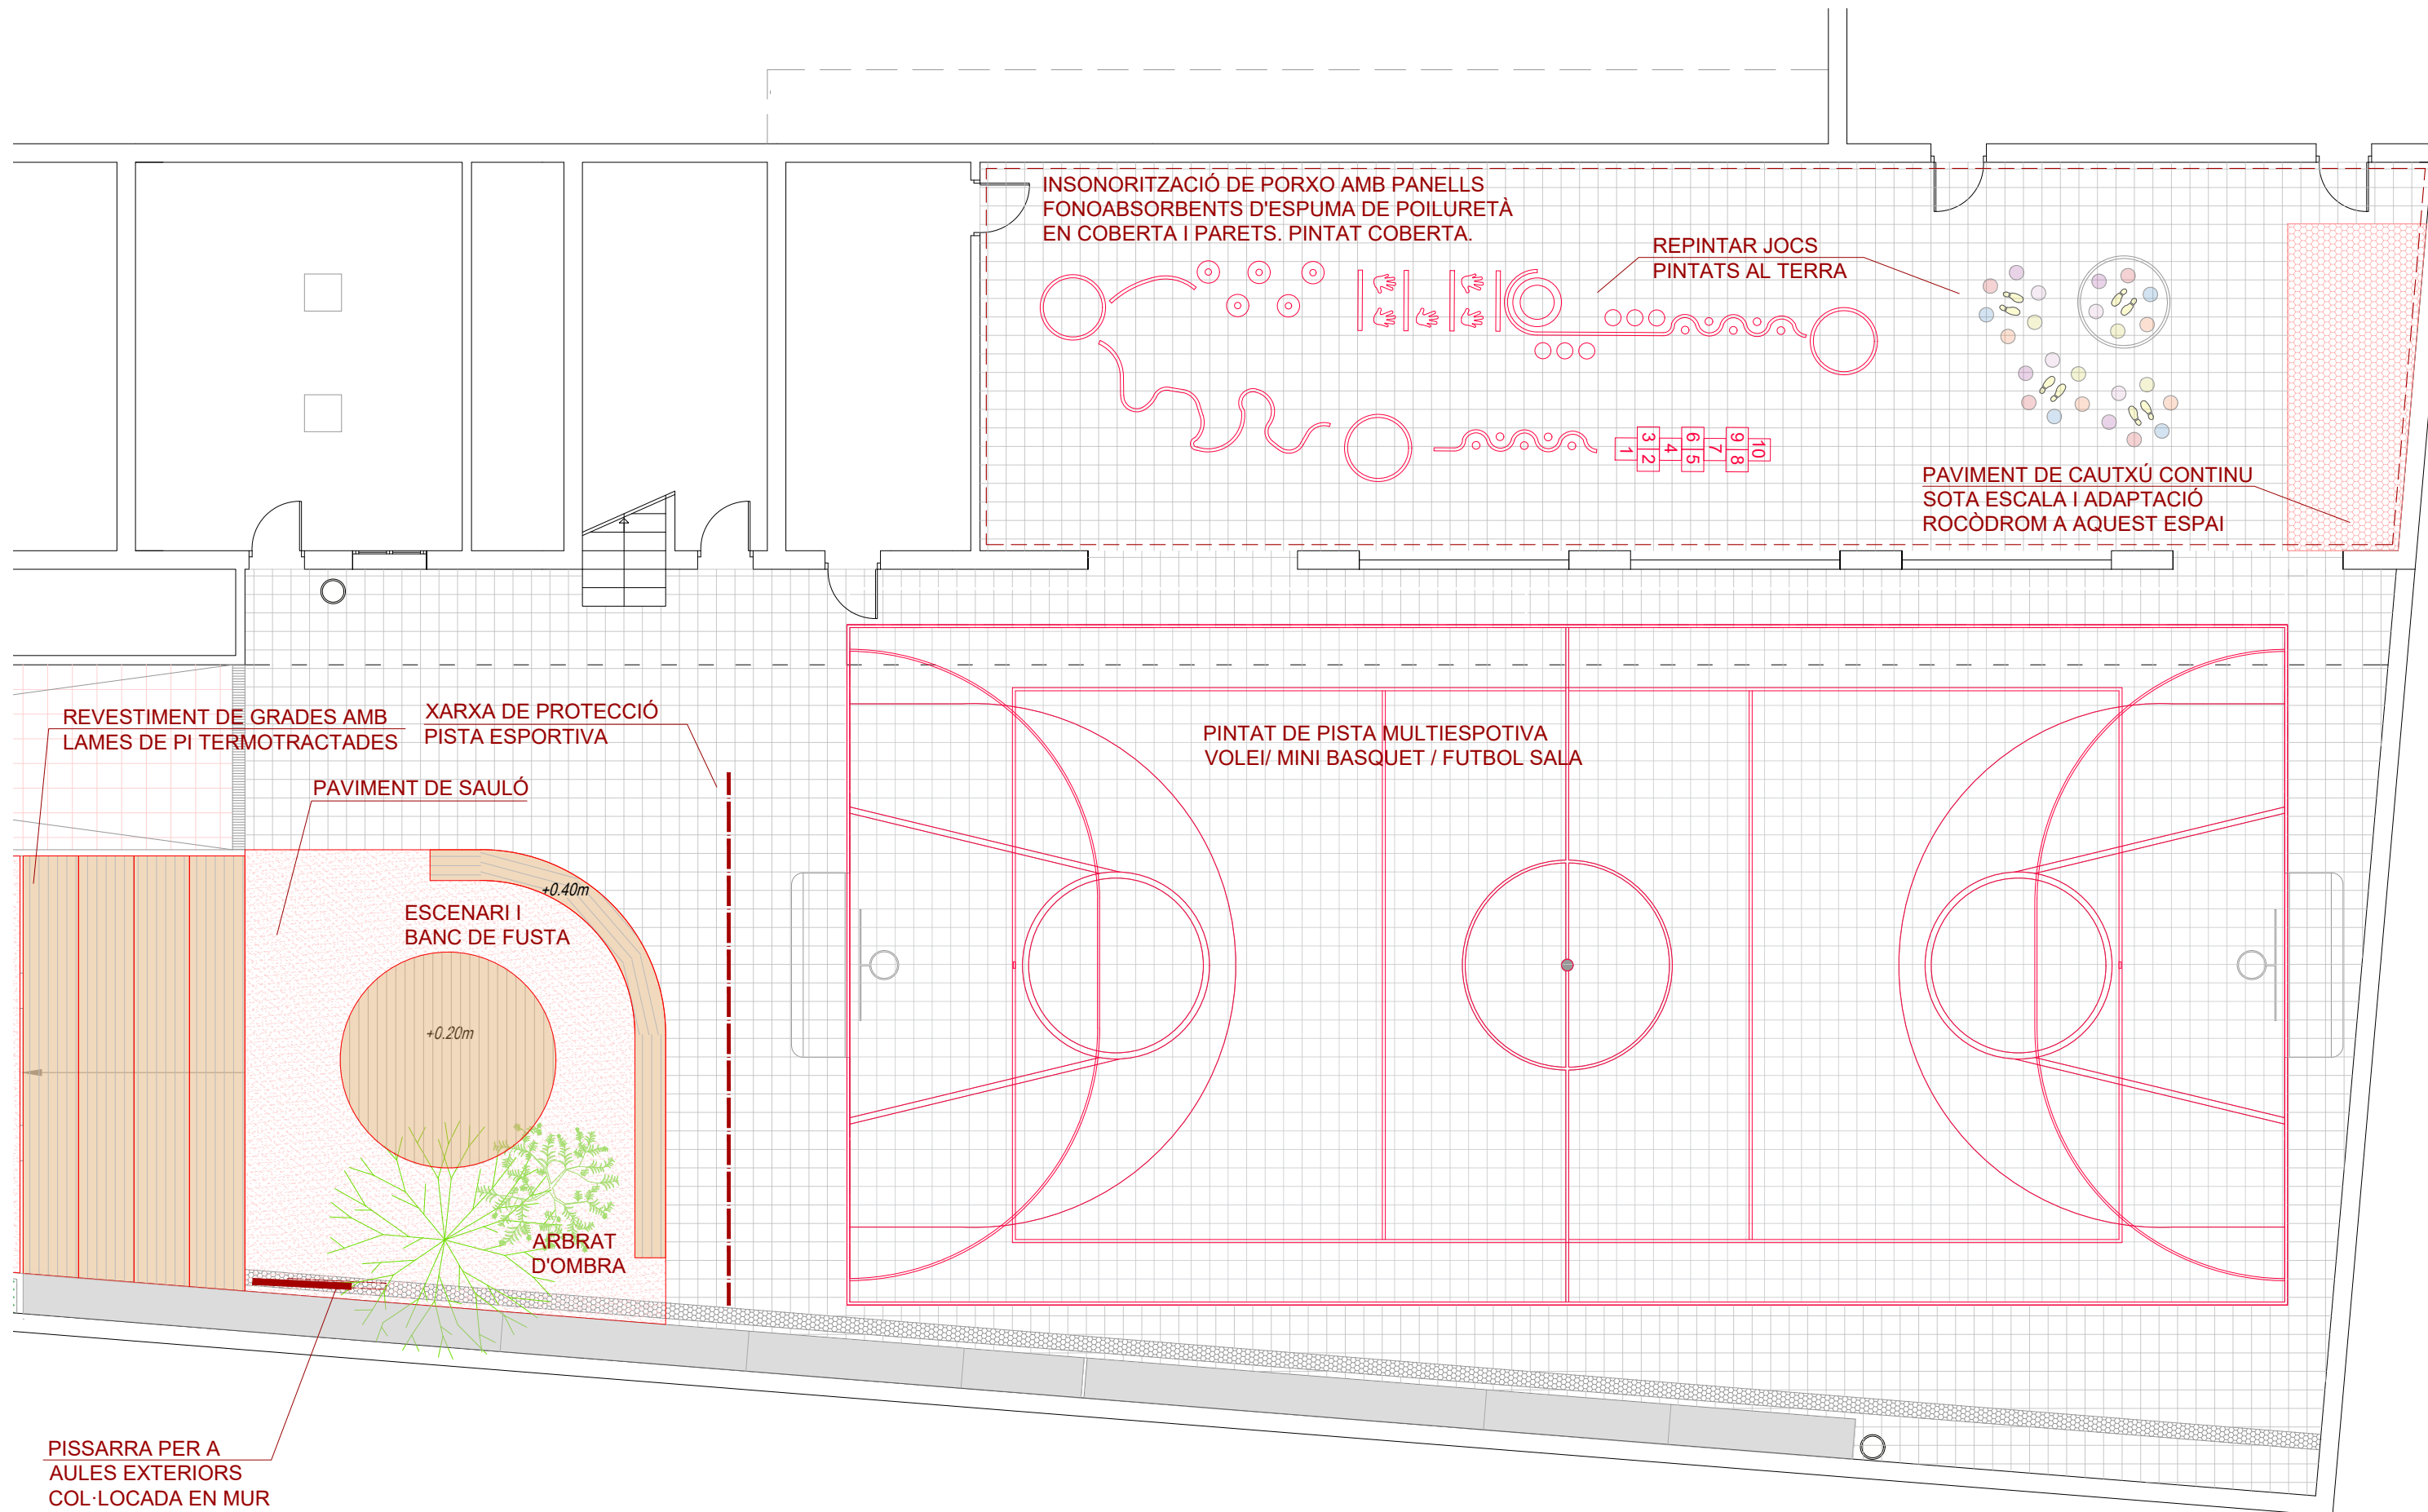 INSONORITZACIÓ DE PORXO AMB PANELLS
FONOABSORBENTS D'ESPUMA DE POILURETÀ
EN COBERTA I PARETS. PINTAT COBERTA.
REPINTAR JOCS
PINTATS AL TERRA
1
3
2
4
6
5
7
9
8
10
PAVIMENT DE CAUTXÚ CONTINU
SOTA ESCALA I ADAPTACIÓ
ROCÒDROM A AQUEST ESPAI
REVESTIMENT DE GRADES AMB
LAMES DE PI TERMOTRACTADES
XARXA DE PROTECCIÓ
PISTA ESPORTIVA
PINTAT DE PISTA MULTIESPOTIVA
VOLEI/ MINI BASQUET / FUTBOL SALA
PAVIMENT DE SAULÓ
+0.40m
ESCENARI I
BANC DE FUSTA
+0.20m
ARBRAT
D'OMBRA
PISSARRA PER A
AULES EXTERIORS
COL·LOCADA EN MUR